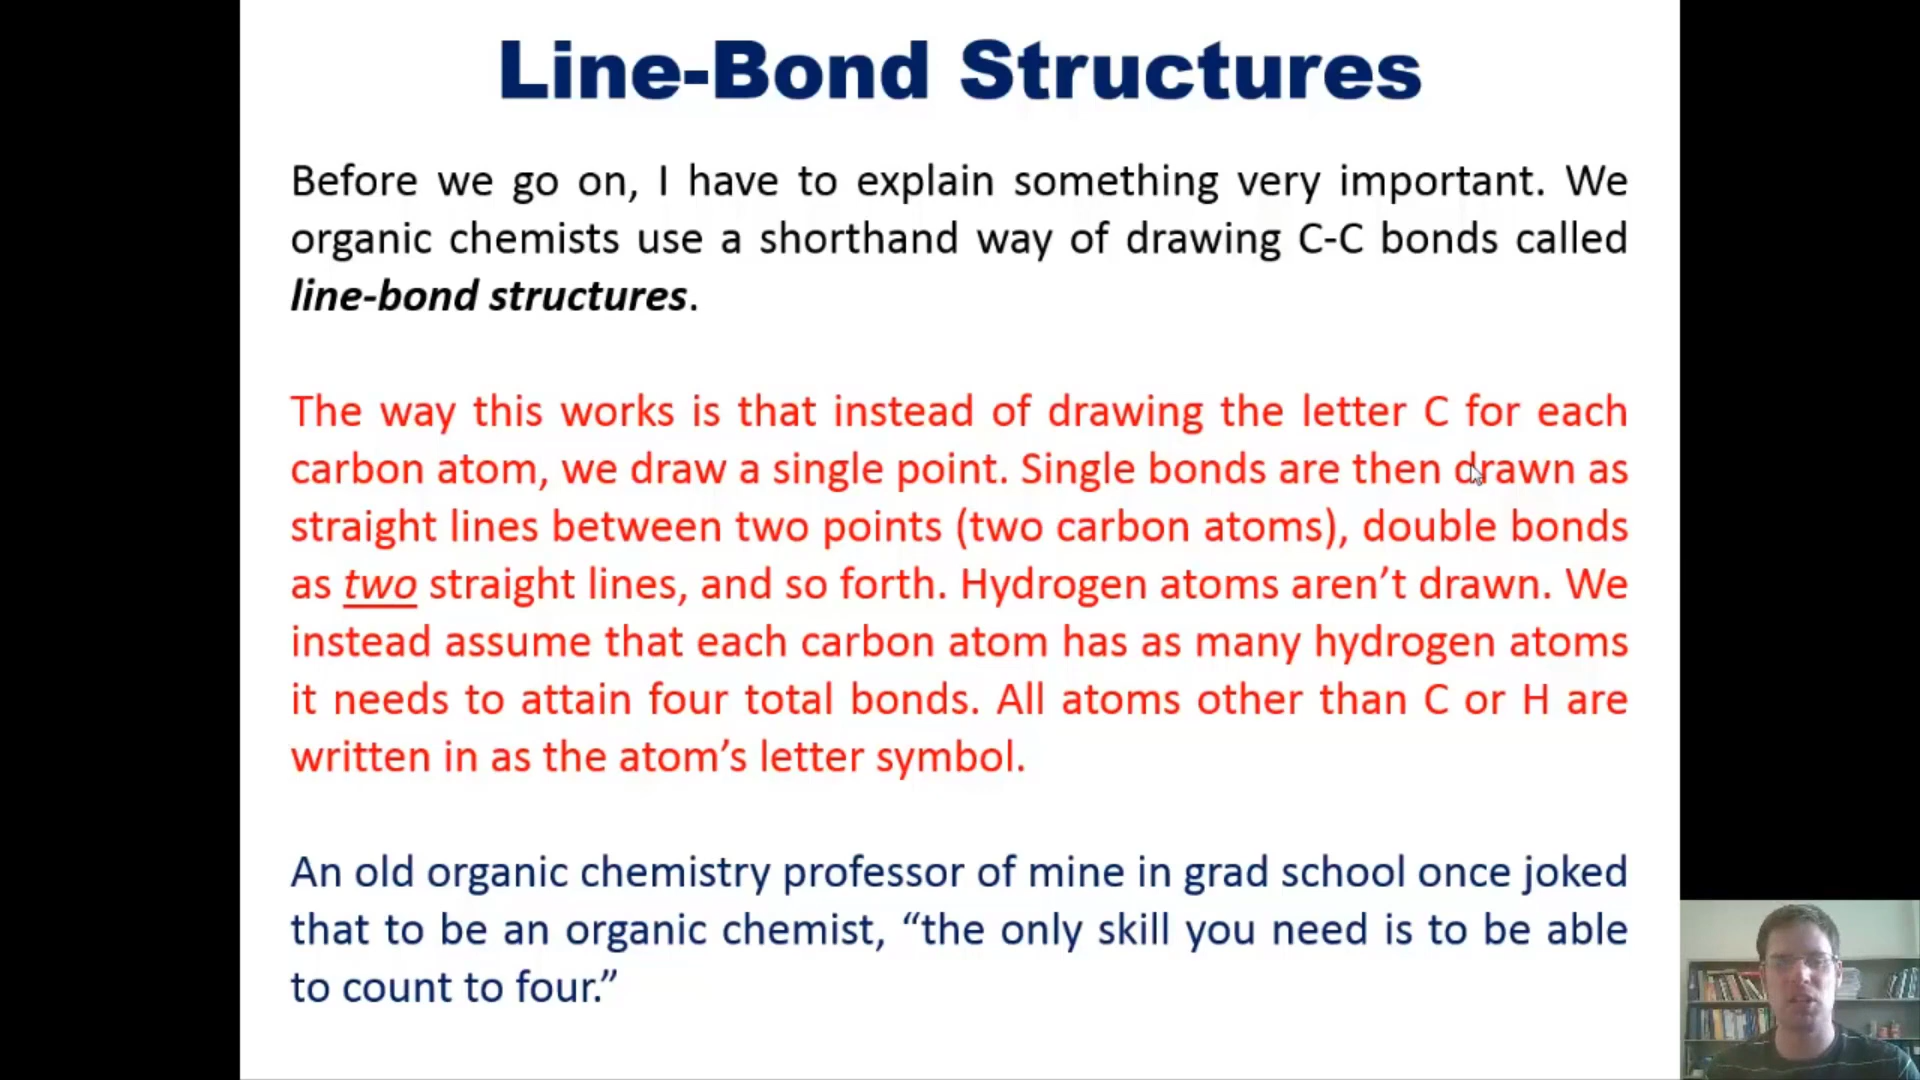 Line-Bond Structures
Before we go on, I have to explain something very important. We
organic chemists use a shorthand way of drawing C-C bonds called
line-bond structures.
The way this works is that instead of drawing the letter C for each
carbon atom, we draw a single point. Single bonds are then drawn as
straight lines between two points (two carbon atoms), double bonds
as two straight lines, and so forth. Hydrogen atoms aren’t drawn. We
instead assume that each carbon atom has as many hydrogen atoms
it needs to attain four total bonds. All atoms other than C or H are
written in as the atom’s letter symbol.
An old organic chemistry professor of mine in grad school once joked
that to be an organic chemist, “the only skill you need is to be able
to count to four.”